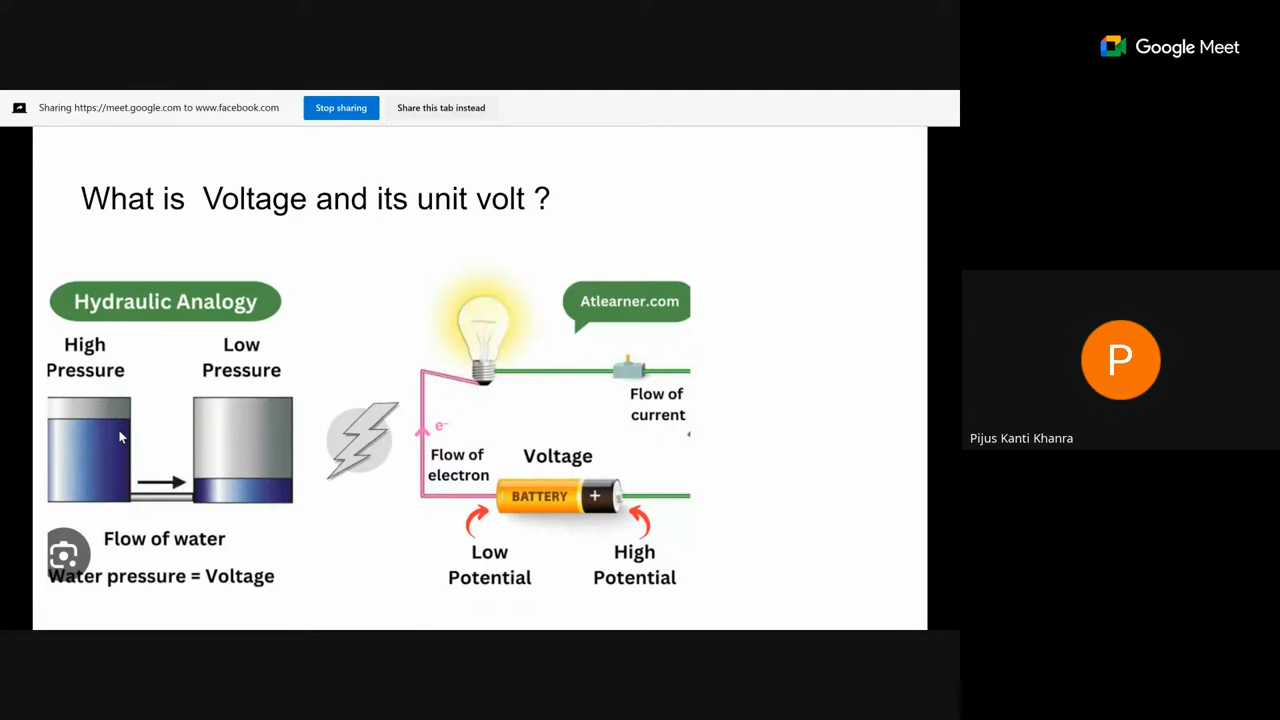 Google Meet
Sharing https://meet.google.com to www.facebook.com
Stop sharing
Share this tab instead
What is Voltage and its unit volt ?
Hydraulic Analogy
High
Pressure
Low
Pressure
Flow of water
Water pressure = Voltage
Atlearner.com
Flow of
current
e-
Flow of
electron
Voltage
BATTERY +
Low
Potential
High
Potential
P
Pijus Kanti Khanra